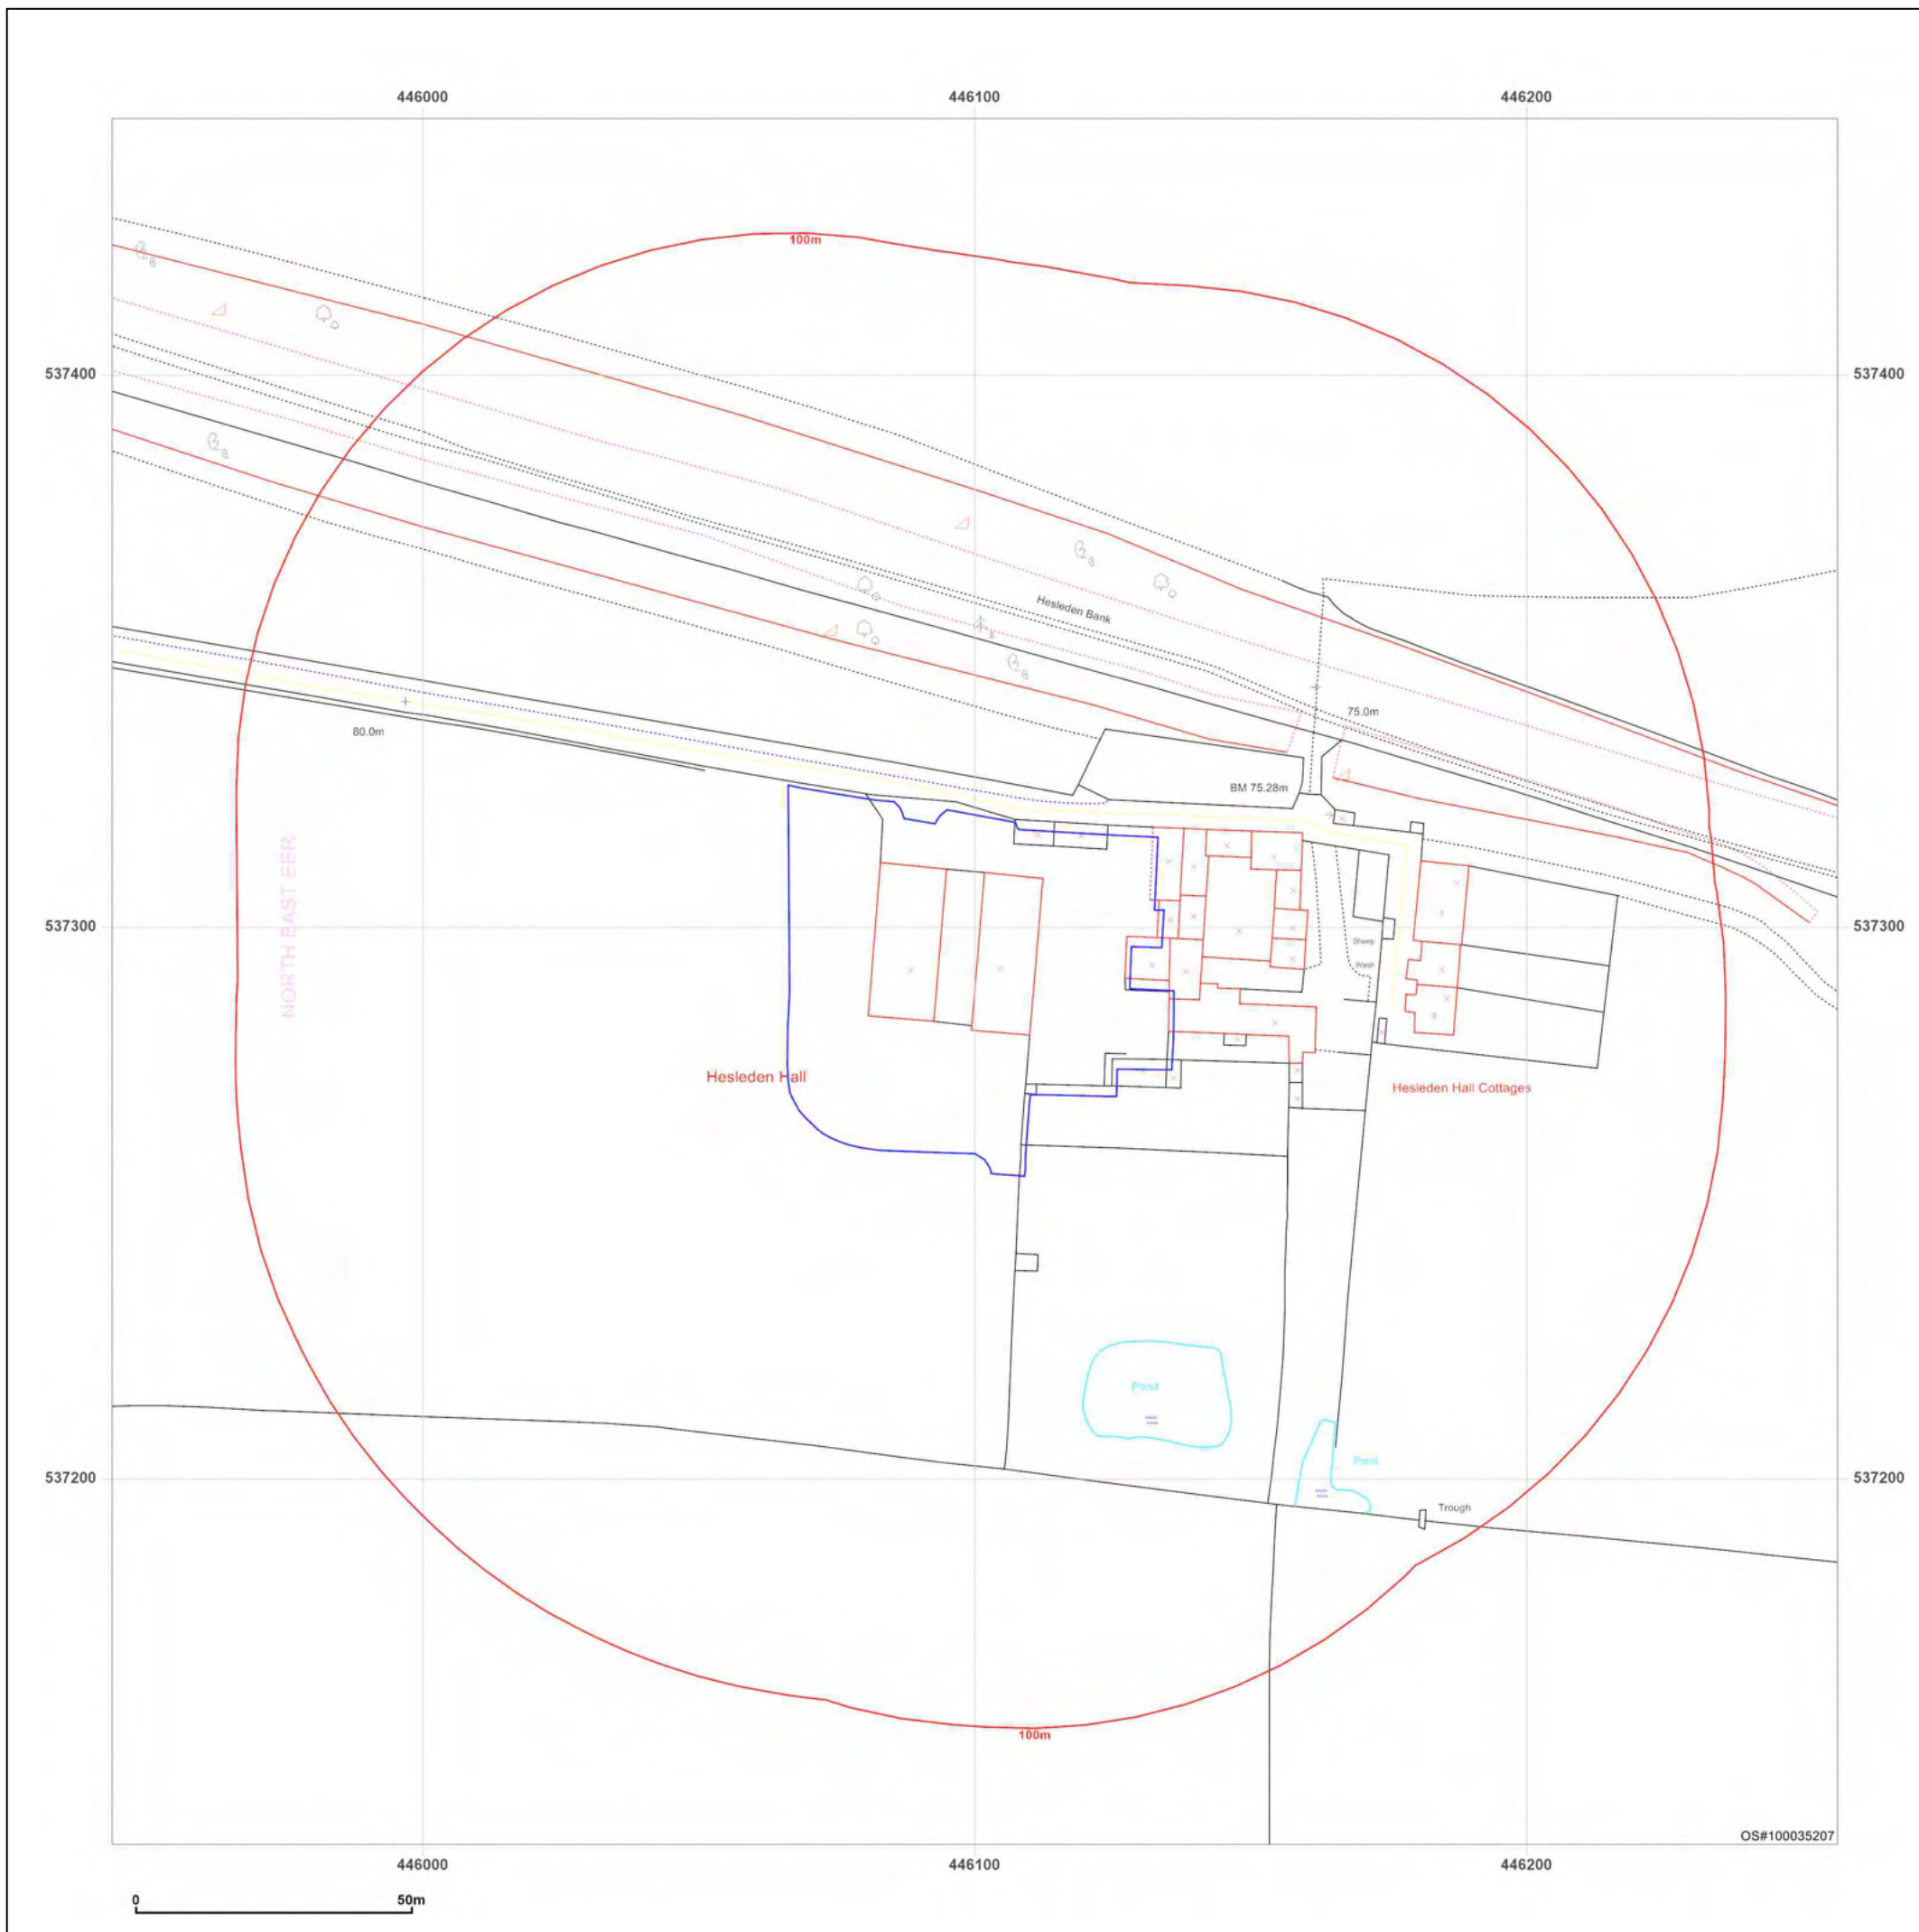 446000 446100 446200
100m
537400 537400
Hesleden Bank
75.0m
80.0m
BM 75.28m
NORTH EAST EER
537300 537300
1
Sheep
Wash
3
Hesleden Hall
Hesleden Hall Cottages
Pond
Pond
537200 537200
Trough
100m
OS#100035207
446000 446100 446200
0 50m